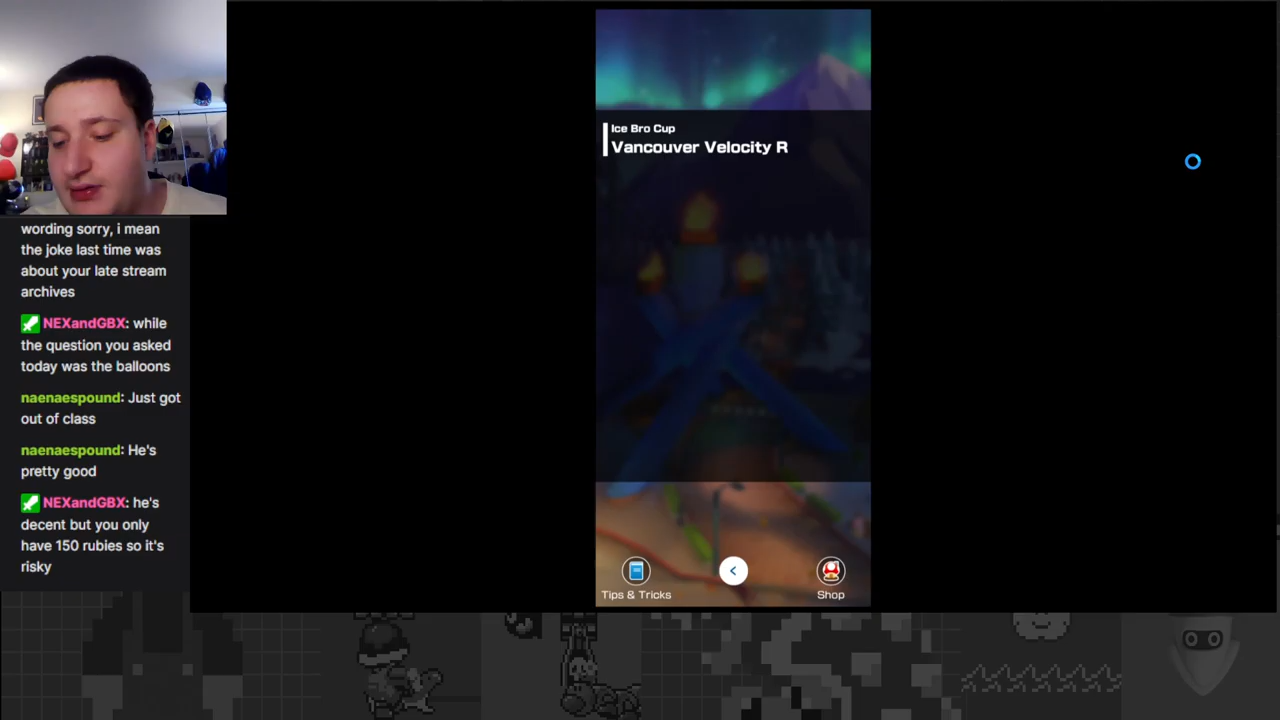 wording sorry, i mean
the joke last time was
about your late stream
archives
NEXandGBX: while
the question you asked
today was the balloons
naenaespound: Just got
out of class
naenaespound: He's
pretty good
NEXandGBX: he's
decent but you only
have 150 rubies so it's
risky
Ice Bro Cup
Vancouver Velocity R
Tips & Tricks
Shop